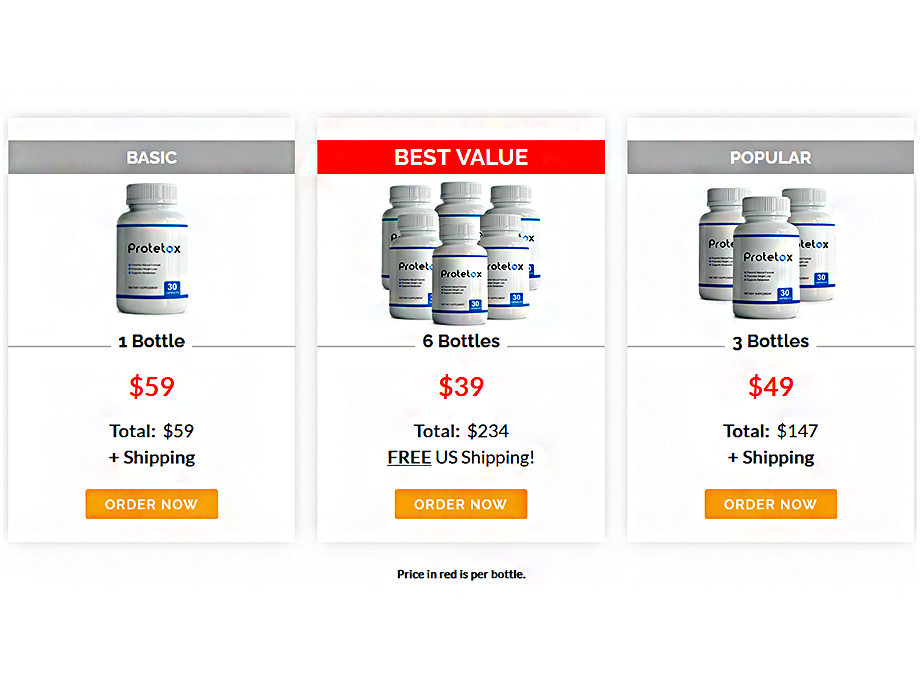 BASIC
Protetox
30
1 Bottle
$59
Total: $59
+ Shipping
ORDER NOW
BEST VALUE
Protetox
30
30
6 Bottles
$39
Total: $234
FREE US Shipping!
ORDER NOW
POPULAR
Protetox
30
30
3 Bottles
$49
Total: $147
+ Shipping
ORDER NOW
Price in red is per bottle.